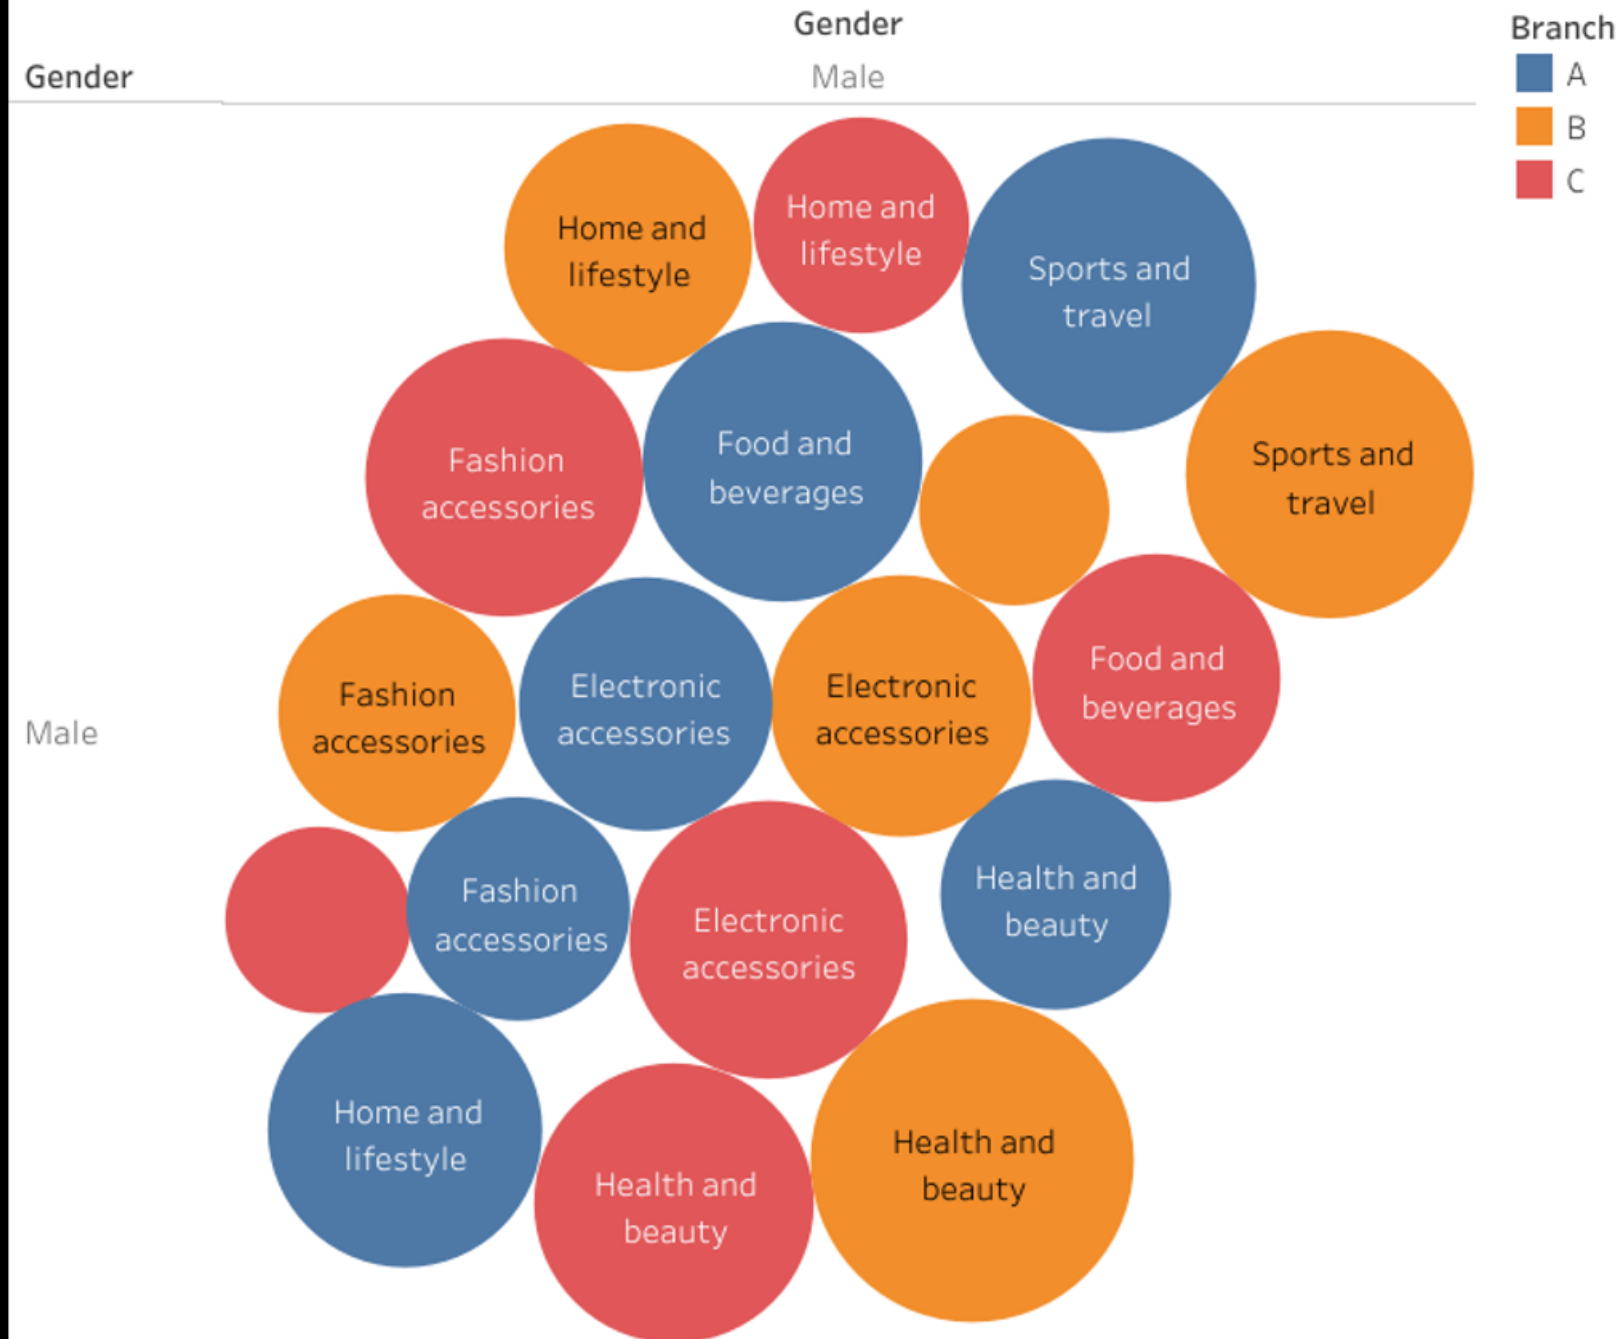 Gender
Gender
Male
Branch
A
B
C
Home and
lifestyle
Home and
lifestyle
Sports and
travel
Fashion
accessories
Food and
beverages
Sports and
travel
Fashion
accessories
Electronic
accessories
Electronic
accessories
Food and
beverages
Male
Fashion
accessories
Electronic
accessories
Health and
beauty
Home and
lifestyle
Health and
beauty
Health and
beauty